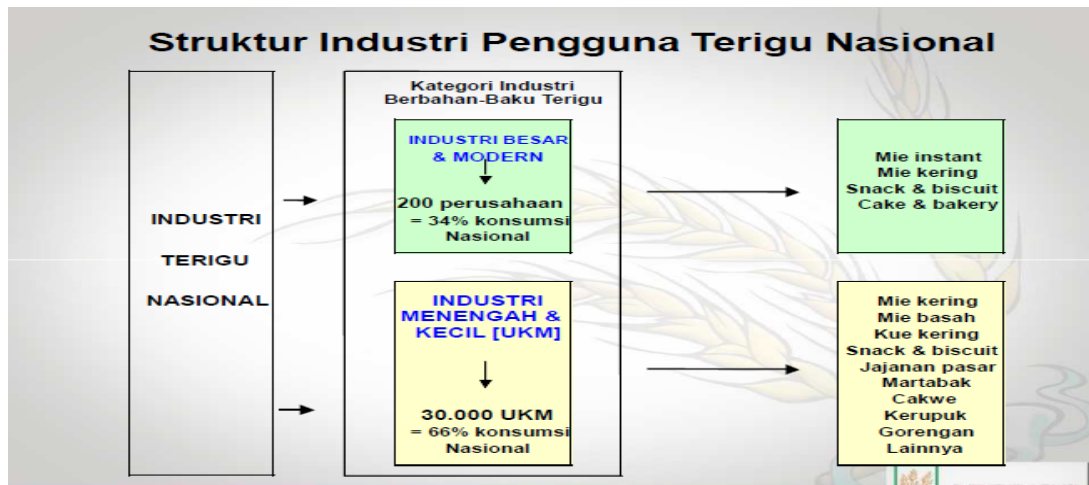 Struktur Industri Pengguna Terigu Nasional
INDUSTRI
TERIGU
NASIONAL
Kategori Industri
Berbahan-Baku Terigu
INDUSTRI BESAR
& MODERN
200 perusahaan
= 34% konsumsi
Nasional
INDUSTRI
MENENGAH &
KECIL [UKM]
30.000 UKM
= 66% konsumsi
Nasional
Mie instant
Mie kering
Snack & biscuit
Cake & bakery
Mie kering
Mie basah
Kue kering
Snack & biscuit
Jajanan pasar
Martabak
Cakwe
Kerupuk
Gorengan
Lainnya